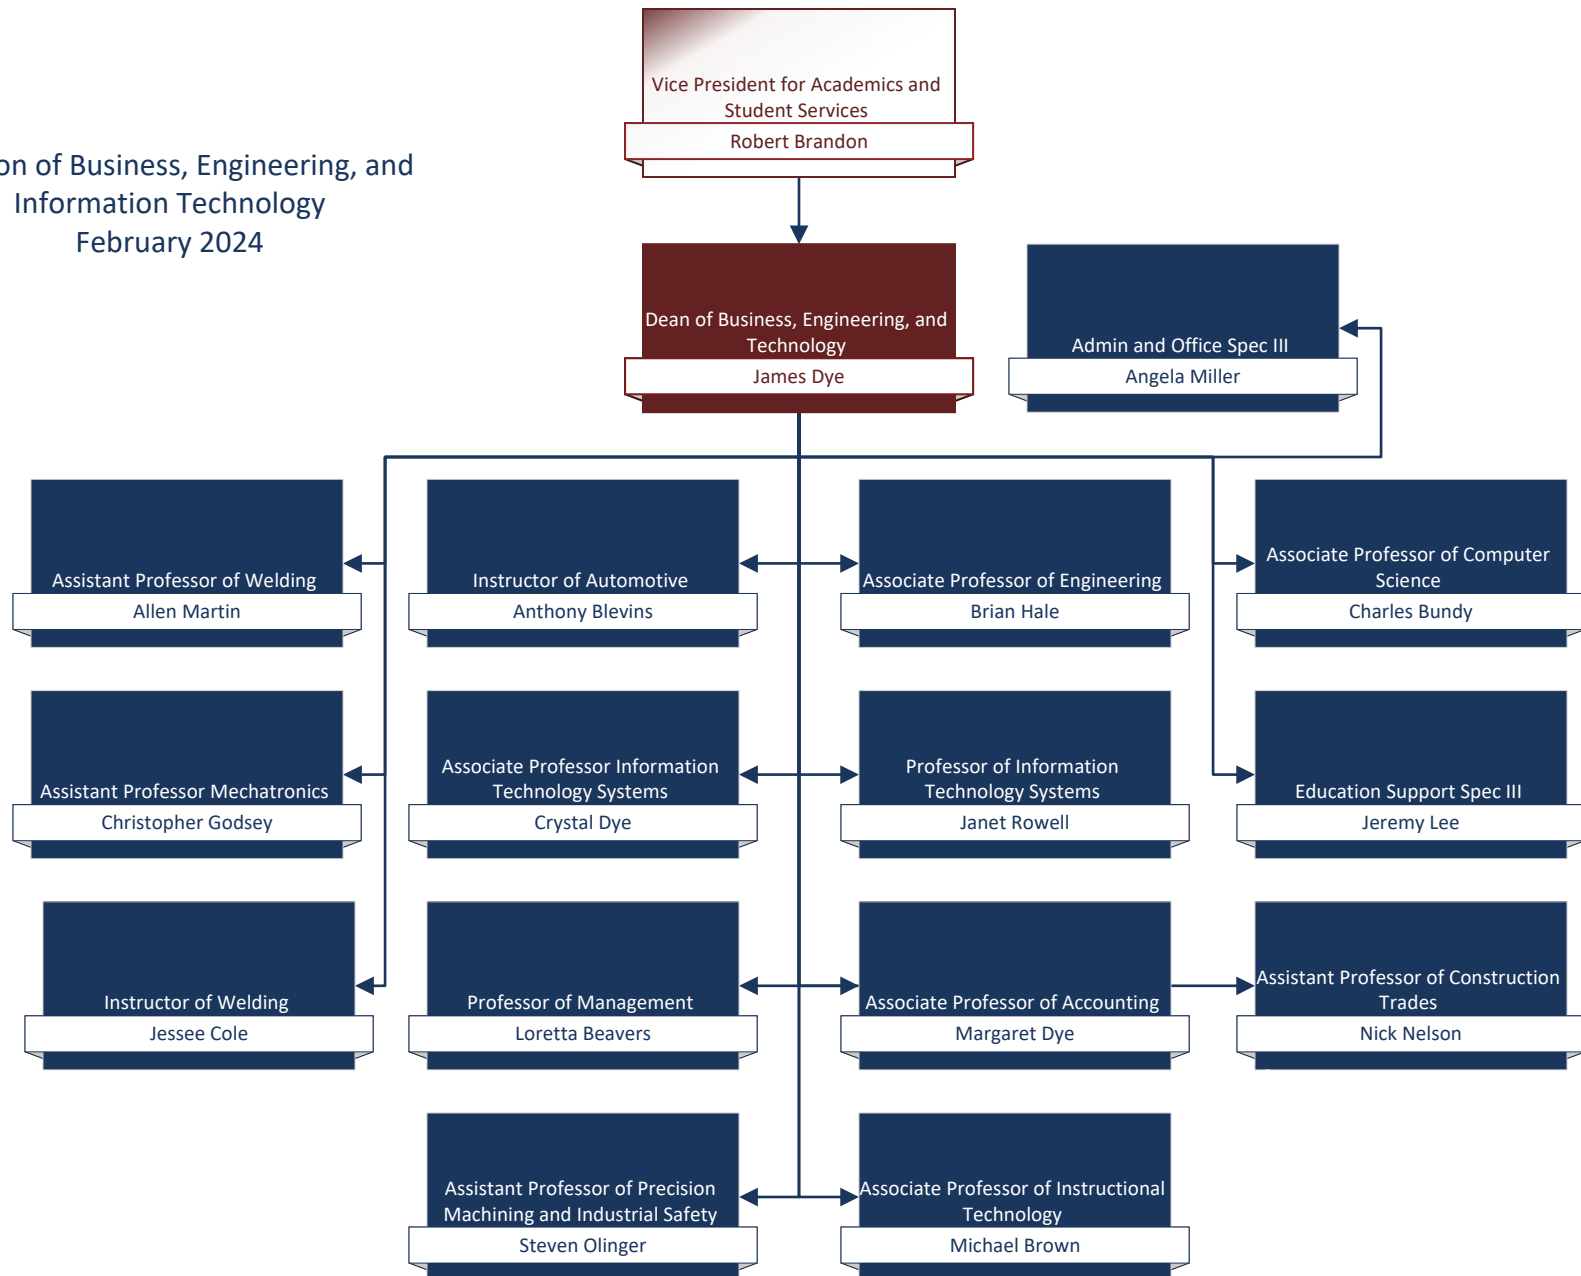 Vice President for Academics and
Student Services
Robert Brandon
on of Business, Engineering, and
Information Technology
February 2024
Dean of Business, Engineering, and
Technology
James Dye
Admin and Office Spec III
Angela Miller
Assistant Professor of Welding
Allen Martin
Instructor of Automotive
Anthony Blevins
Associate Professor of Engineering
Brian Hale
Associate Professor of Computer
Science
Charles Bundy
Assistant Professor Mechatronics
Christopher Godsey
Associate Professor Information
Technology Systems
Crystal Dye
Professor of Information
Technology Systems
Janet Rowell
Education Support Spec III
Jeremy Lee
Instructor of Welding
Jessee Cole
Professor of Management
Loretta Beavers
Associate Professor of Accounting
Margaret Dye
Assistant Professor of Construction
Trades
Nick Nelson
Assistant Professor of Precision
Machining and Industrial Safety
Steven Olinger
Associate Professor of Instructional
Technology
Michael Brown